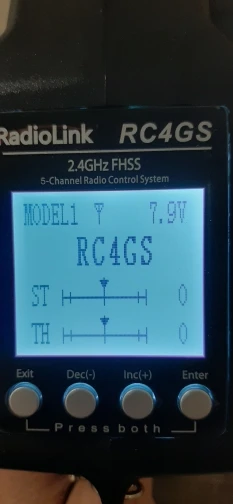 RadioLink RC4GS
2.4GHz FHSS
5-Channel Radio Control System
MODEL1 7.9V
RC4GS
ST 0
TH 0
Exit Dec(-) Inc(+) Enter
Press both